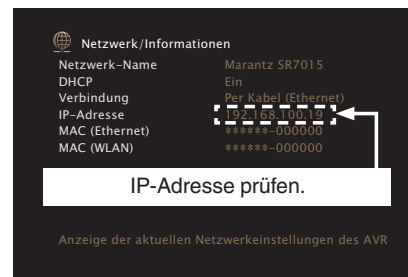 Netzwerk/Informationen
Netzwerk-Name Marantz SR7015
DHCP Ein
Verbindung Per Kabel (Ethernet)
IP-Adresse 192.168.100.19
MAC (Ethernet) ******-000000
MAC (WLAN) ******-000000
IP-Adresse prüfen.
Anzeige der aktuellen Netzwerkeinstellungen des AVR